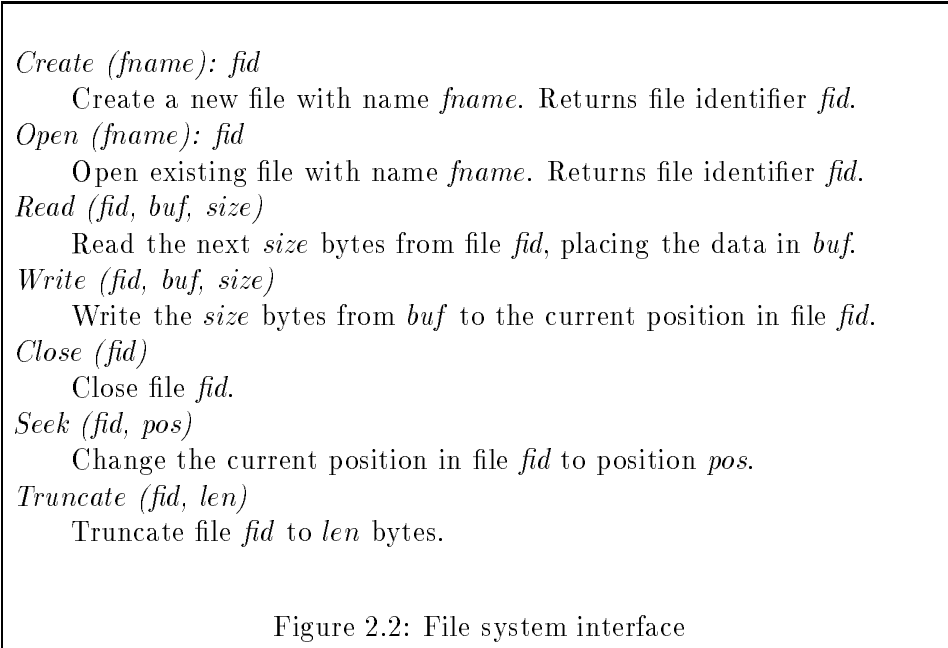 Create (fname): fid
Create a new file with name fname. Returns file identifier fid.
Open (fname): fid
Open existing file with name fname. Returns file identifier fid.
Read (fid, buf, size)
Read the next size bytes from file fid, placing the data in buf.
Write (fid, buf, size)
Write the size bytes from buf to the current position in file fid.
Close (fid)
Close file fid.
Seek (fid, pos)
Change the current position in file fid to position pos.
Truncate (fid, len)
Truncate file fid to len bytes.
Figure 2.2: File system interface